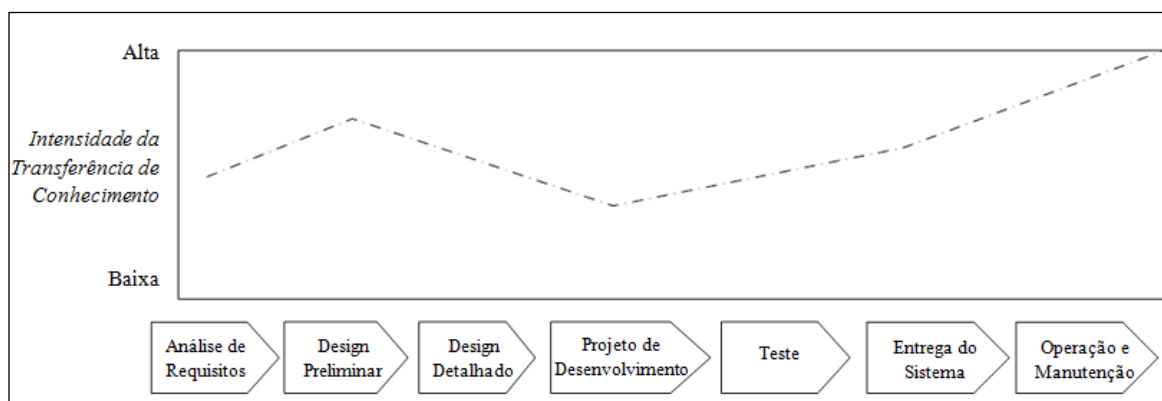 Alta
Intensidade da
Transferência de
Conhecimento
Baixa
Análise de
Requisitos
Design
Preliminar
Design
Detalhado
Projeto de
Desenvolvimento
Teste
Entrega do
Sistema
Operação e
Manutenção